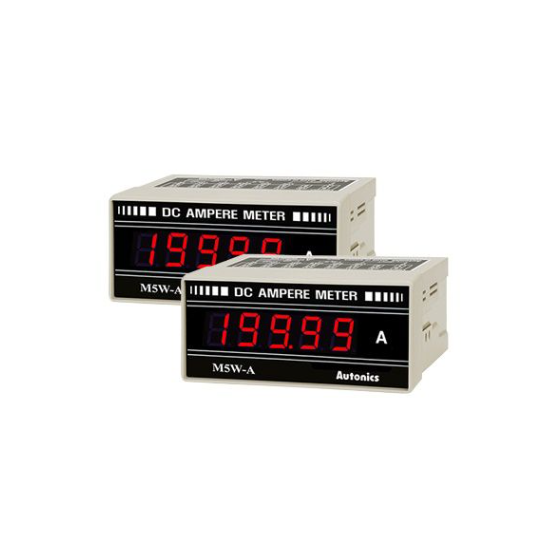 DC AMPERE METER
A
M5W-A
DC AMPERE METER
199.99 A
M5W-A
Autonics